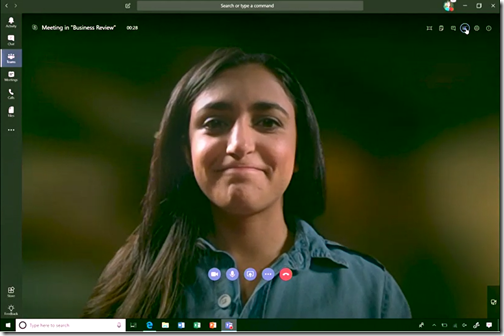 Search or type a command
Meeting in "Business Review"
00:28
Activity
Chat
Teams
Meetings
Calls
Files
Store
Feedback
Type here to search